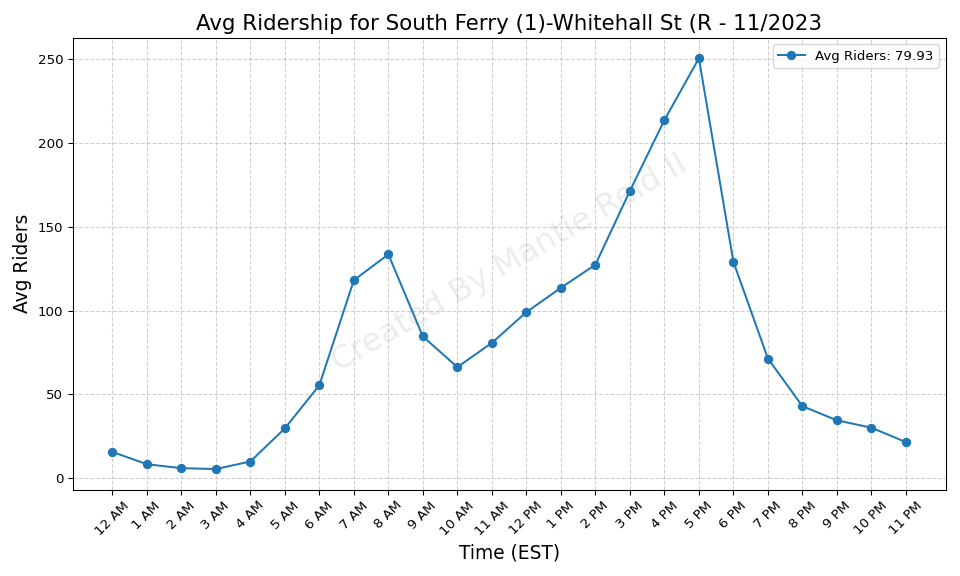 Avg Ridership for South Ferry (1)-Whitehall St (R - 11/2023
Avg Riders: 79.93
250
200
150
100
50
0
Avg Riders
Created By Mantie Reid II
12 AM
1 AM
2 AM
3 AM
4 AM
5 AM
6 AM
7 AM
8 AM
9 AM
10 AM
11 AM
12 PM
1 PM
2 PM
3 PM
4 PM
5 PM
6 PM
7 PM
8 PM
9 PM
10 PM
11 PM
Time (EST)